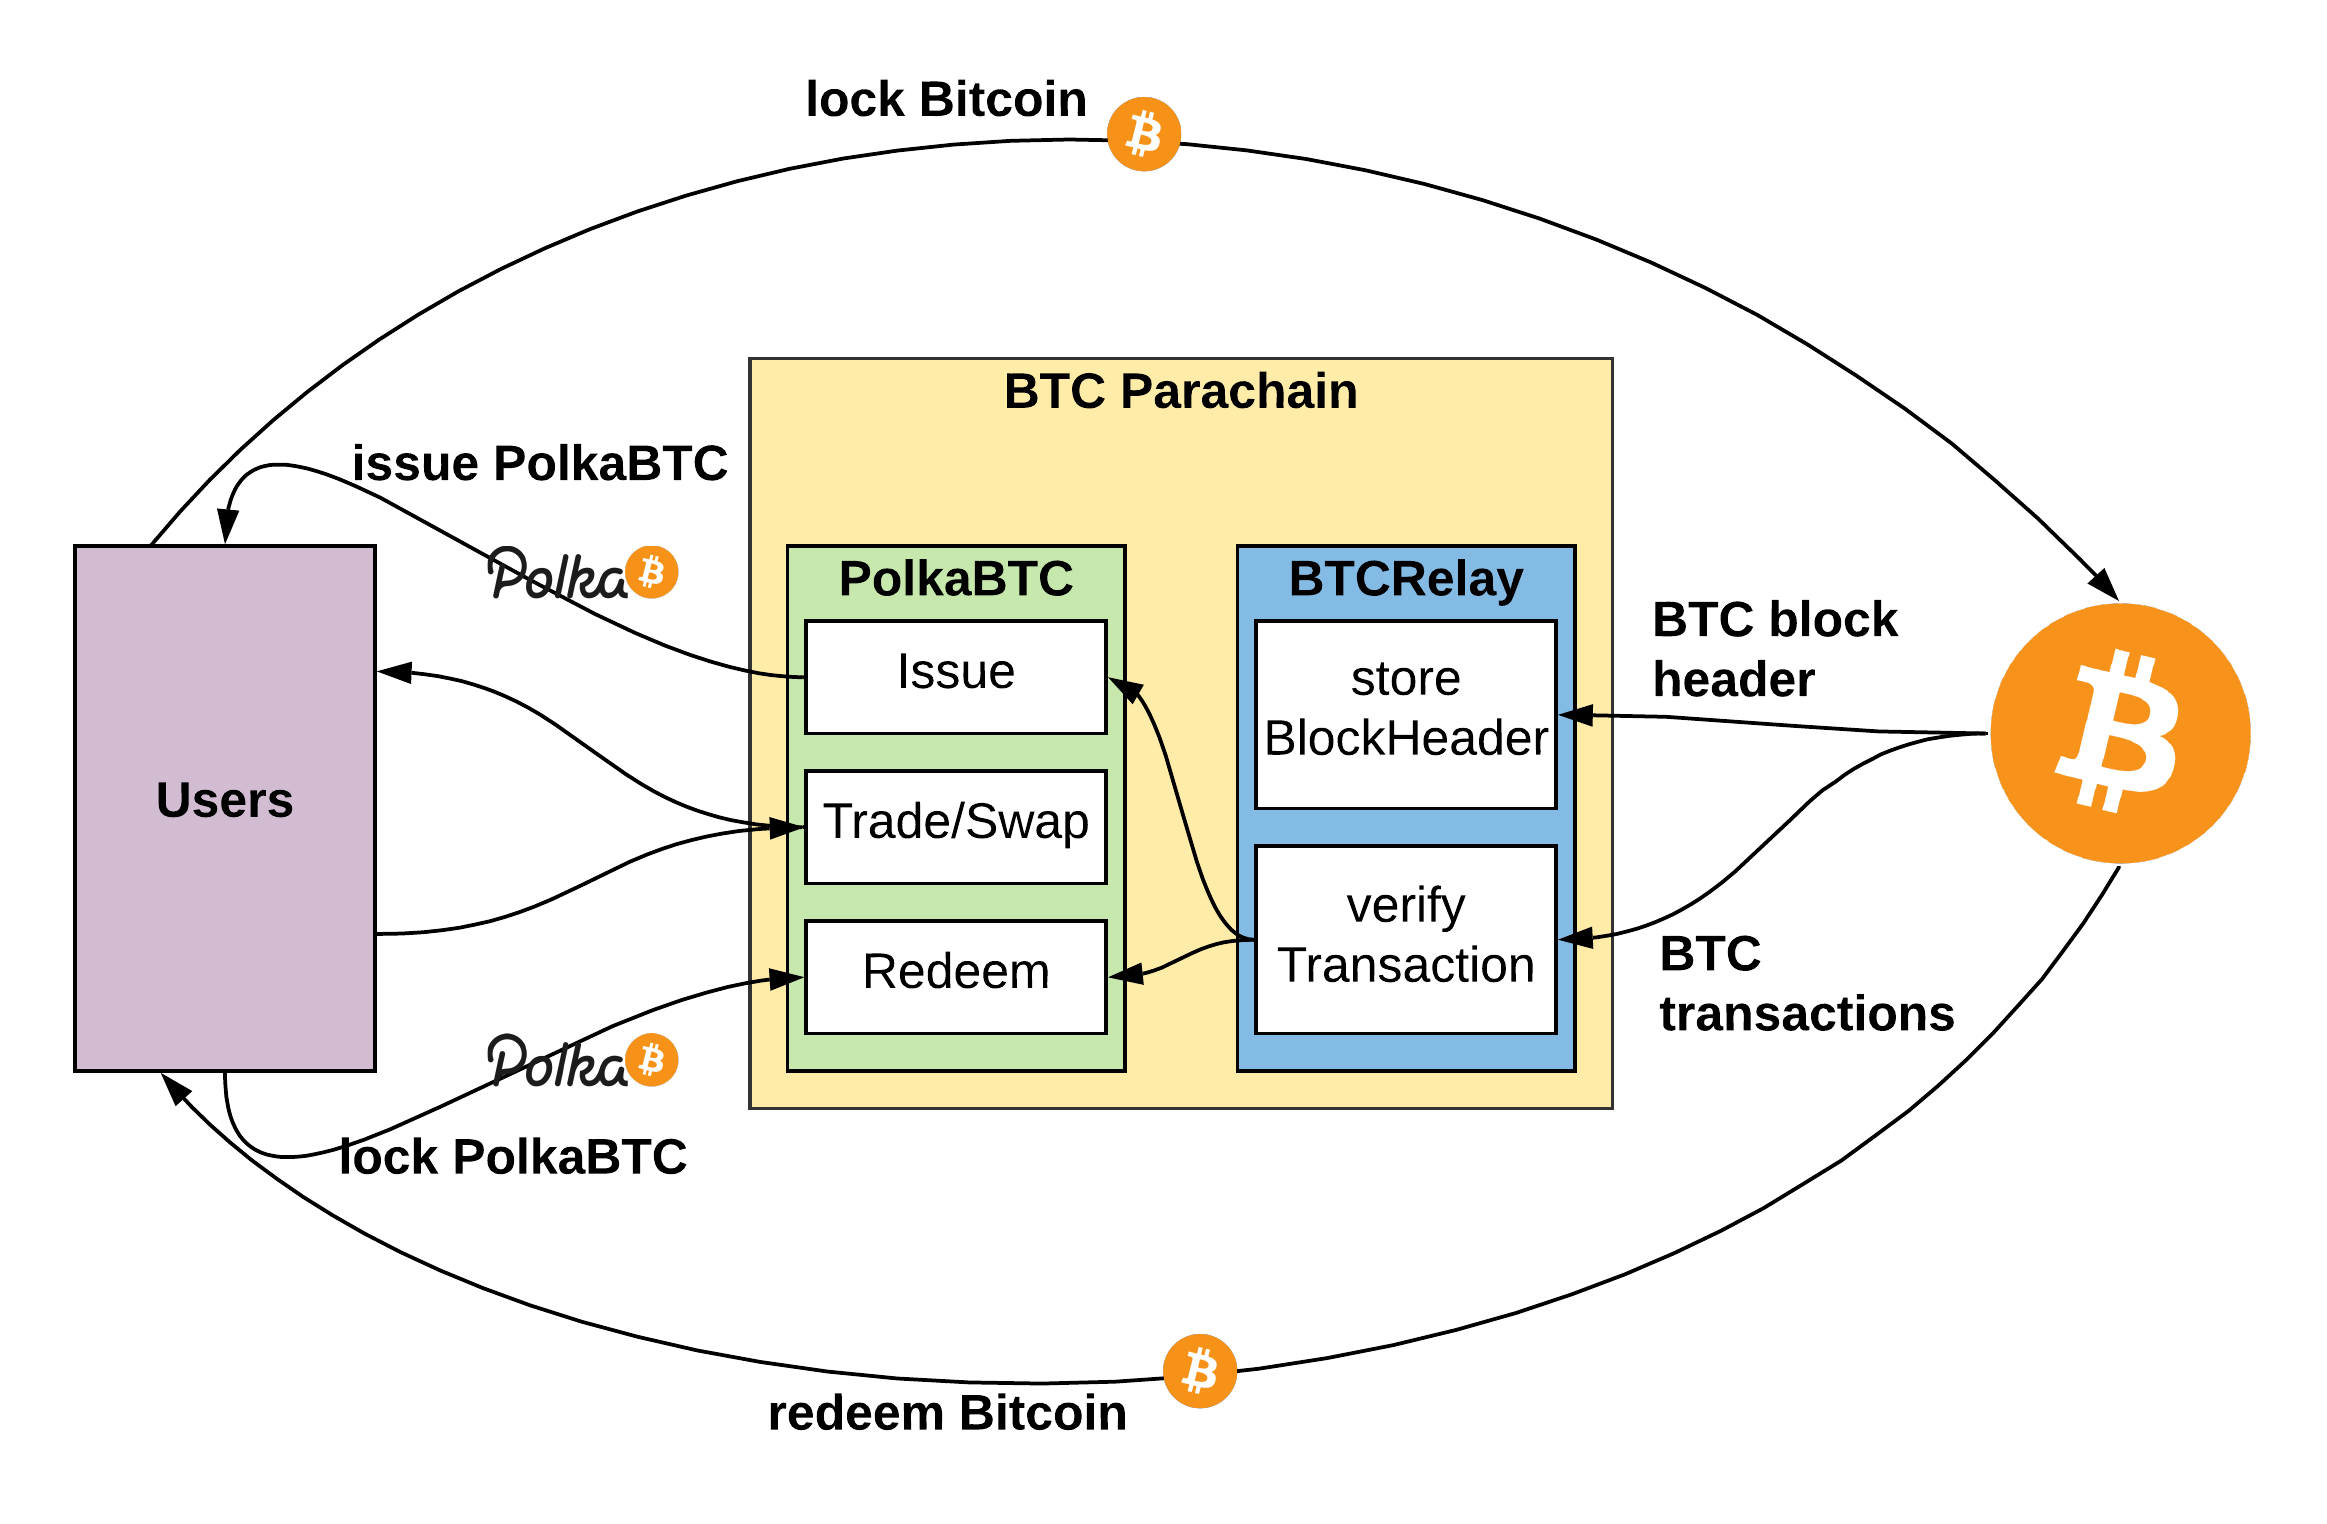 lock Bitcoin
BTC Parachain
issue PolkaBTC
Polka
PolkaBTC
BTCRelay
Issue
store
BlockHeader
BTC block
header
Users
Trade/Swap
verify
Transaction
Redeem
BTC
transactions
Polka
lock PolkaBTC
redeem Bitcoin